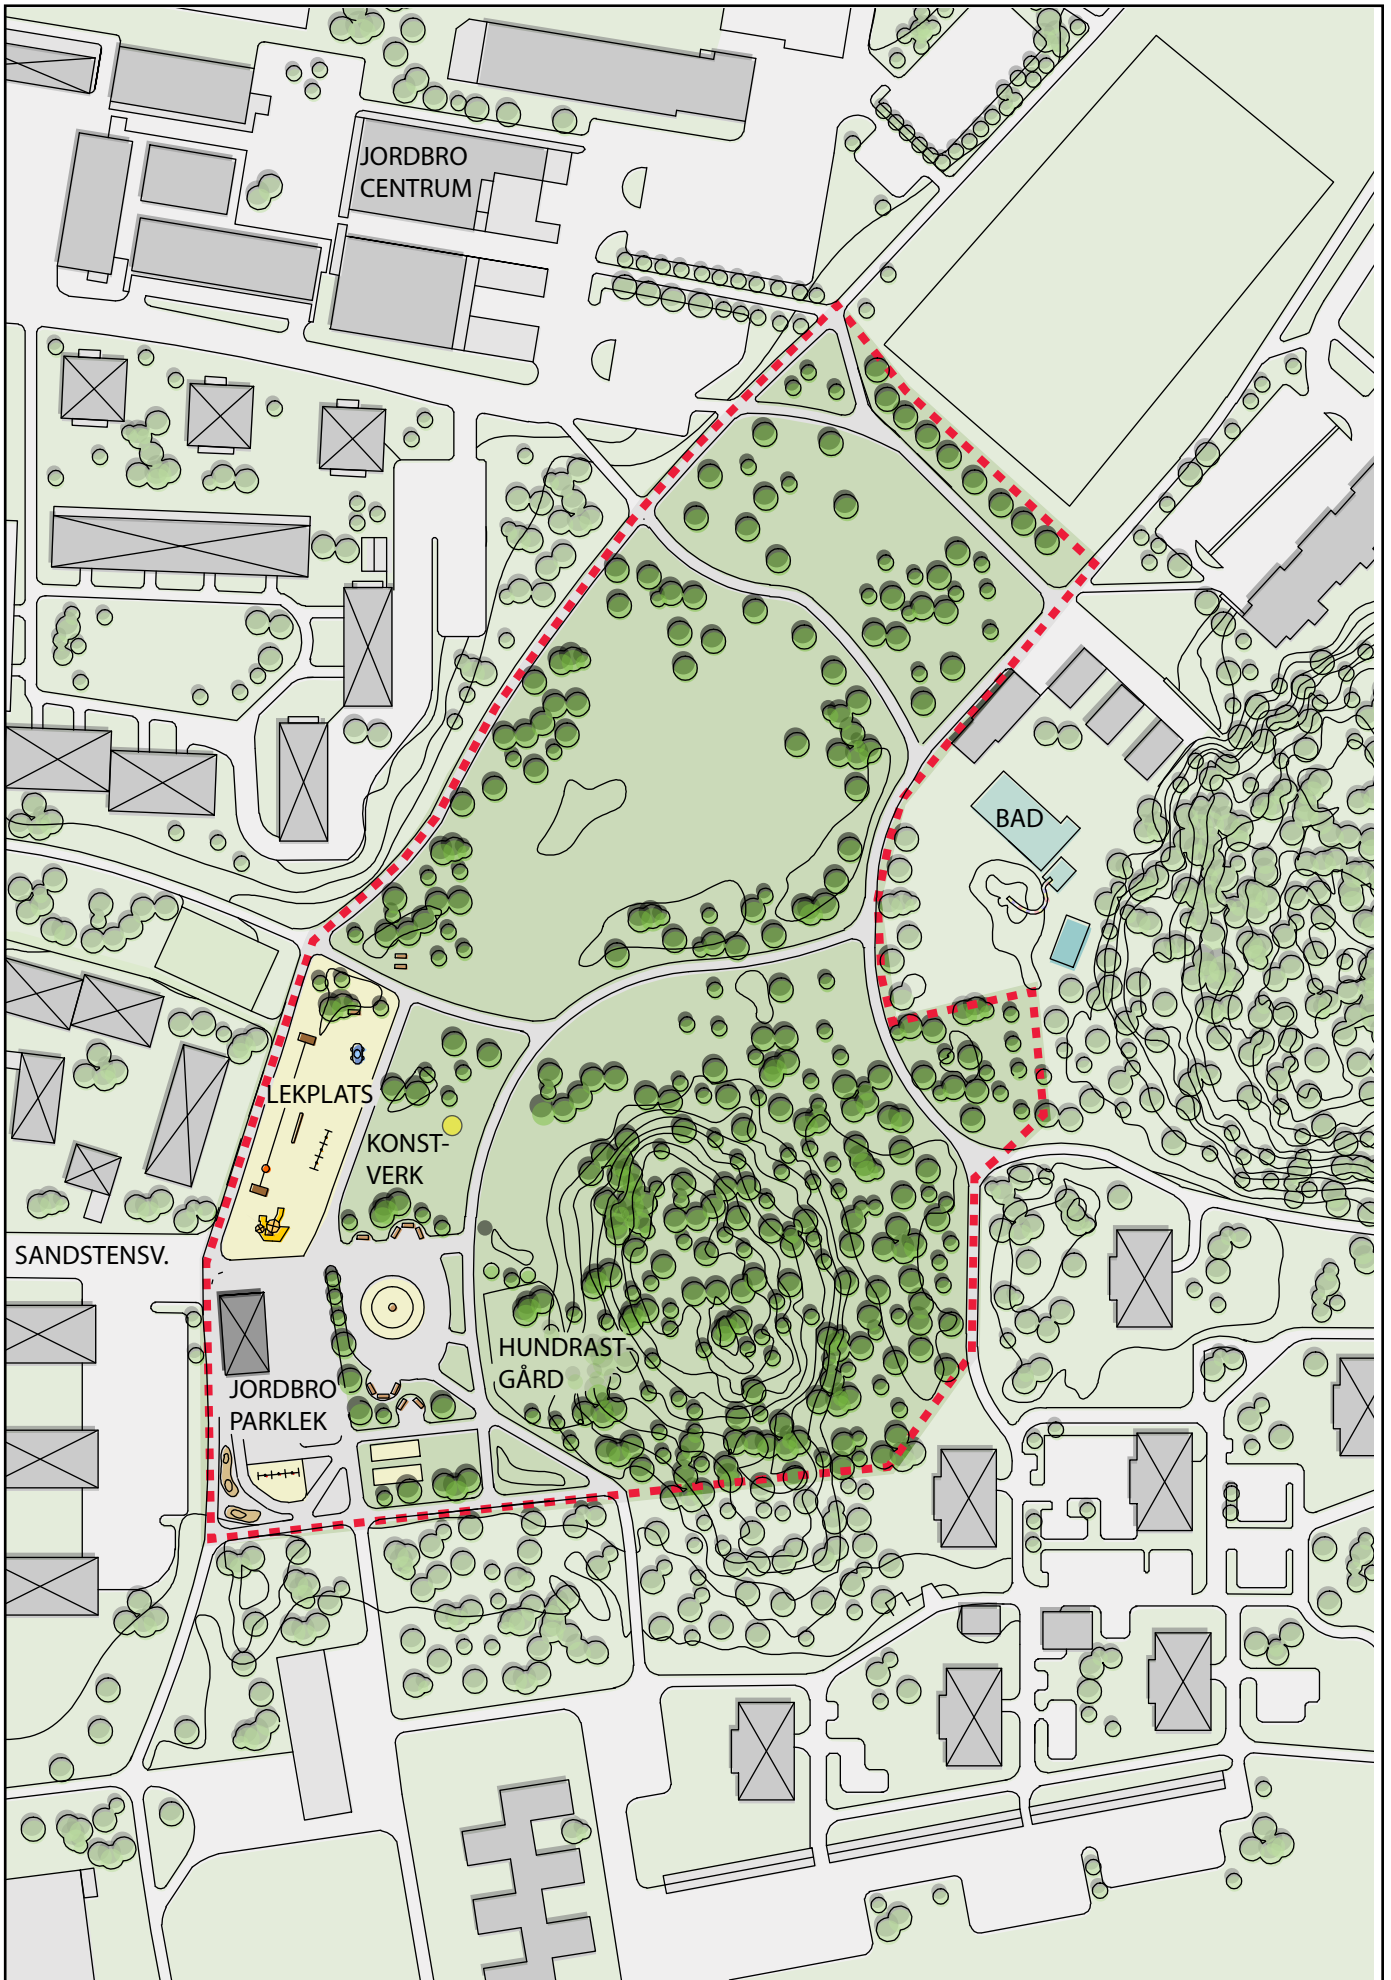 JORDBRO
CENTRUM
BAD
LEKPLATS
KONST-
VERK
SANDSTENSV.
HUNDRAST-
GÅRD
JORDBRO
PARKLEK